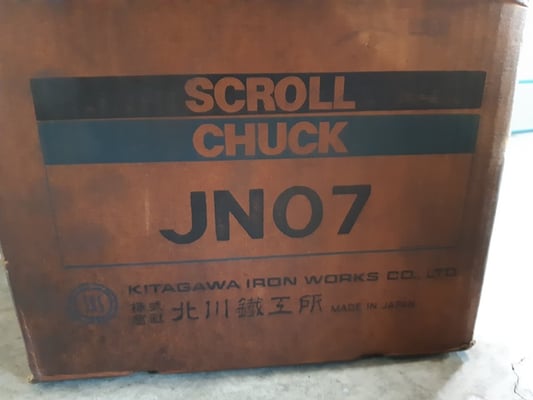 SCROLL
CHUCK
JN07
KITAGAWA IRON WORKS CO., LTD
株式会社 北川鐵工所 MADE IN JAPAN